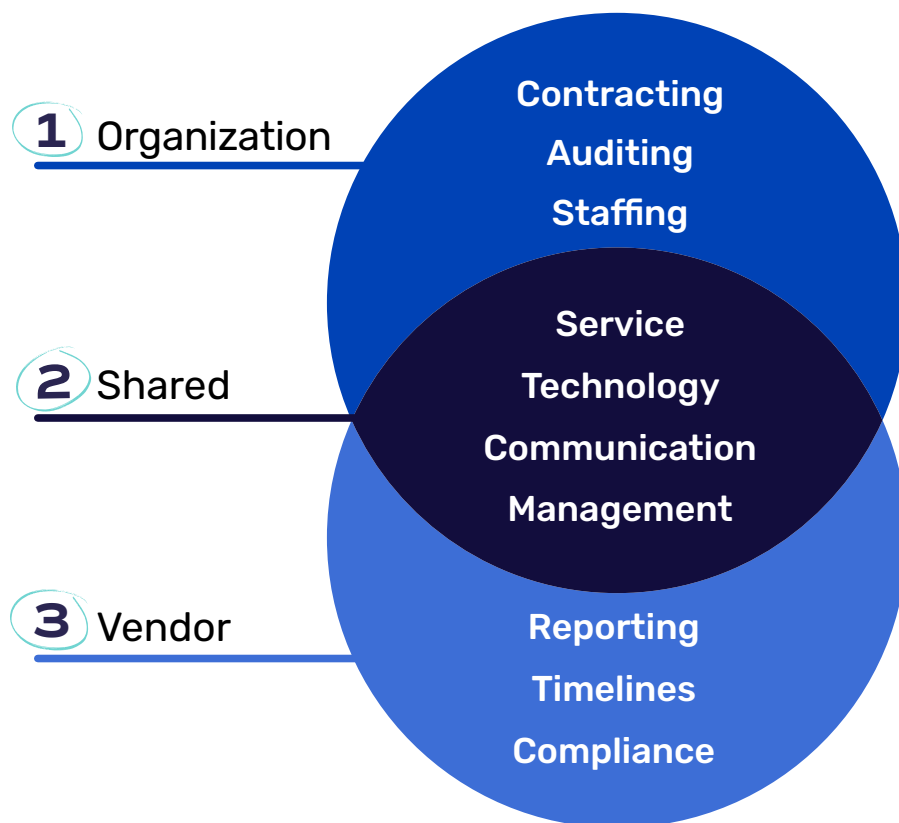 1 Organization
Contracting
Auditing
Staffing
2 Shared
Service
Technology
Communication
Management
3 Vendor
Reporting
Timelines
Compliance